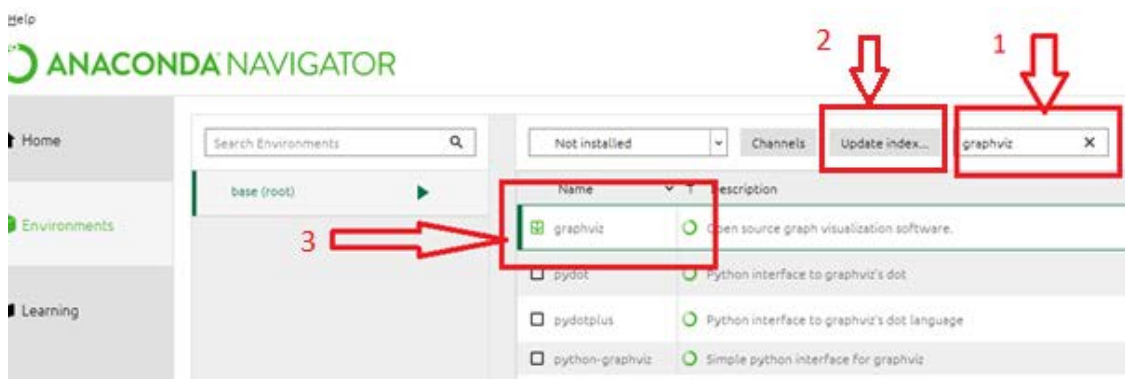 Help
ANACONDA NAVIGATOR
2
1
Home
Search Environments
Not installed
Channels
Update index...
graphviz
X
base (root)
Name
T
Description
Environments
3
graphviz
Open source graph visualization software.
pydot
Python interface to graphviz's dot
Learning
pydotplus
Python interface to graphviz's dot language
python-graphviz
Simple python interface for graphviz